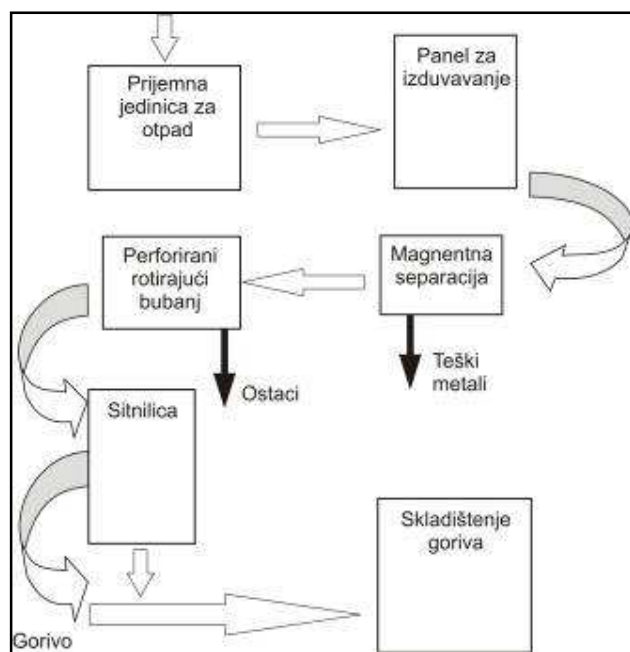 Prijemna
jedinica za
otpad
Panel za
izduvavanje
Perforirani
rotirajući
bubanj
Magnentna
separacija
Ostaci
Teški
metali
Sitnilica
Skladištenje
goriva
Gorivo